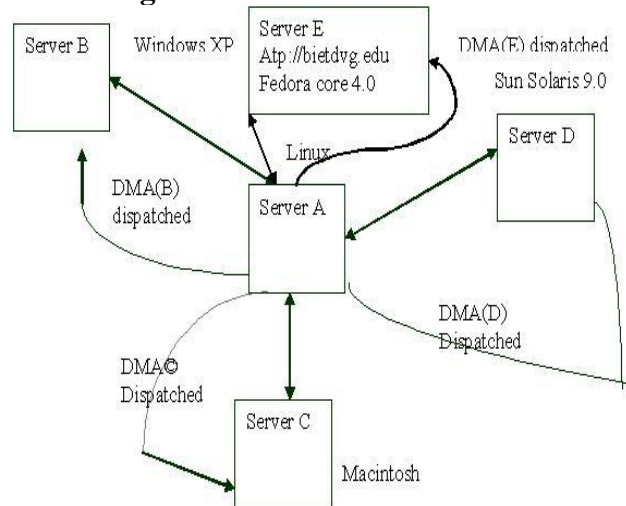 Server B
Windows XP
Server E
Atp://bietdvg.edu
Fedora core 4.0
DMA(E) dispatched
Sun Solaris 9.0
Server D
Linux
DMA(B)
dispatched
Server A
DMA(D)
Dispatched
DMA©
Dispatched
Server C
Macintosh